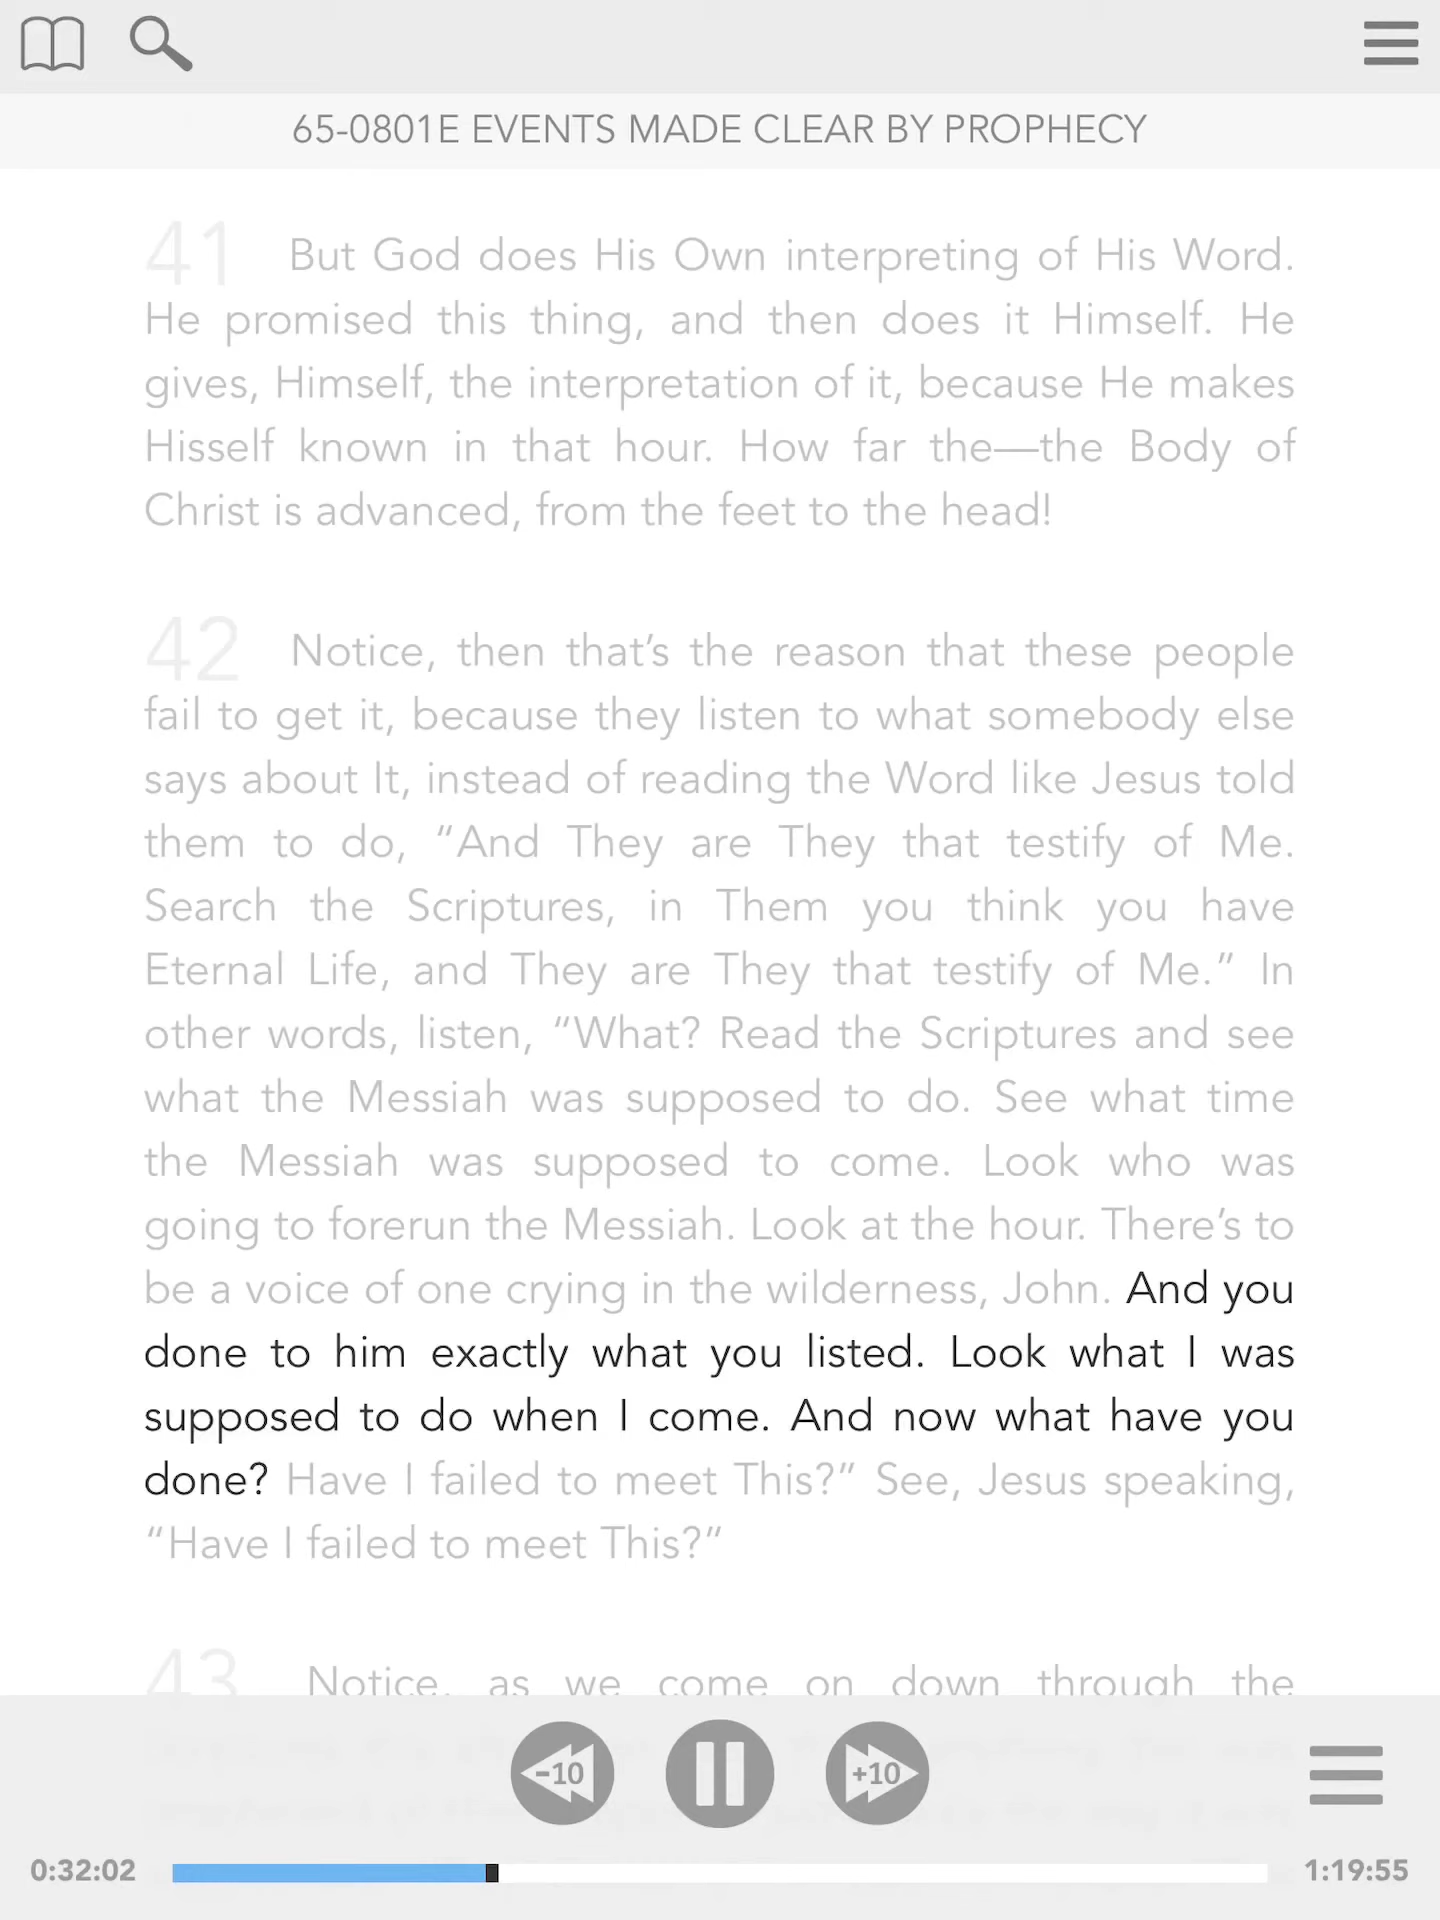 65-0801E EVENTS MADE CLEAR BY PROPHECY
41 But God does His Own interpreting of His Word.
He promised this thing, and then does it Himself. He
gives, Himself, the interpretation of it, because He makes
Hisself known in that hour. How far the—the Body of
Christ is advanced, from the feet to the head!
42 Notice, then that’s the reason that these people
fail to get it, because they listen to what somebody else
says about It, instead of reading the Word like Jesus told
them to do, “And They are They that testify of Me.
Search the Scriptures, in Them you think you have
Eternal Life, and They are They that testify of Me.” In
other words, listen, “What? Read the Scriptures and see
what the Messiah was supposed to do. See what time
the Messiah was supposed to come. Look who was
going to forerun the Messiah. Look at the hour. There’s to
be a voice of one crying in the wilderness, John. And you
done to him exactly what you listed. Look what I was
supposed to do when I come. And now what have you
done? Have I failed to meet This?” See, Jesus speaking,
“Have I failed to meet This?”
43 Notice, as we come on down through the
-10 +10
0:32:02 1:19:55